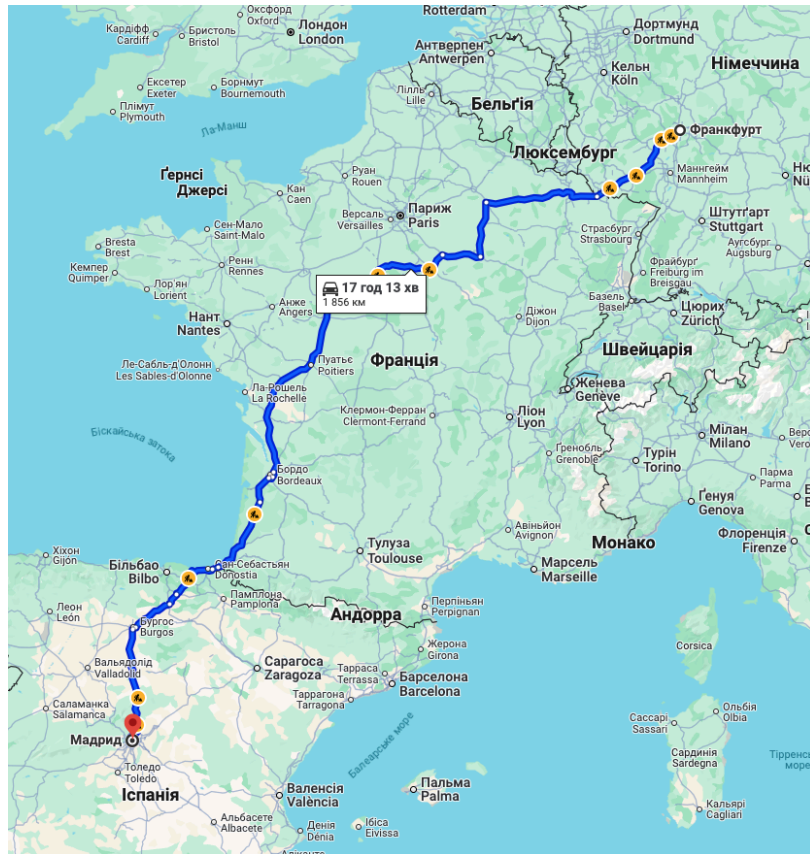 Оксфорд
Oxford
Rotterdam
Кардіфф
Cardiff
Бристоль
Bristol
Лондон
London
Дортмунд
Dortmund
Антверпен
Antwerpen
Кельн
Köln
Німеччина
Ексетер
Exeter
Борнмут
Bournemouth
Лілль
Lille
Бельгія
Плімут
Plymouth
Ла-Манш
Франкфурт
Люксембург
Ґернсі
Джерсі
Руан
Rouen
Мангейм
Mannheim
Кан
Caen
Париж
Paris
Версаль
Versailles
Штутґарт
Stuttgart
Сен-Мало
Saint-Malo
Страсбург
Strasbourg
Бреста
Brest
Ауґсбург
Augsburg
Ренн
Rennes
Кемпер
Quimper
Фрайбурґ
Freiburg im
Breisgau
Лор'ян
Lorient
17 год 13 хв
1 856 км
Анже
Angers
Базель
Basel
Цюрих
Zürich
Нант
Nantes
Діжон
Dijon
Швейцарія
Пуатьє
Poitiers
Франція
Ле-Сабль-д'Олонн
Les Sables-d'Olonne
Ла-Рошель
La Rochelle
Женева
Genève
Клермон-Ферран
Clermont-Ferrand
Ліон
Lyon
Біскайська затока
Мілан
Milano
Гренобль
Grenoble
Турін
Torino
Бордо
Bordeaux
Парма
Parma
Ґенуя
Genova
Авіньйон
Avignon
Флоренція
Firenze
Монако
Тулуза
Toulouse
Хіхон
Gijón
Більбао
Bilbo
Сан-Себастьян
Donostia
Марсель
Marseille
Памплона
Pamplona
Андорра
Перпіньян
Perpignan
Леон
León
Бургос
Burgos
Жерона
Girona
Corsica
Вальядолід
Valladolid
Сарагоса
Zaragoza
Тарраса
Terrassa
Барселона
Barcelona
Саламанка
Salamanca
Таррагона
Tarragona
Сассарі
Sassari
Ольбія
Olbia
Мадрид
Балеарське море
Сардинія
Sardegna
Тірренське
море
Толедо
Toledo
Іспанія
Валенсія
València
Пальма
Palma
Кальярі
Cagliari
Альбасете
Albacete
Денія
Dénia
Ібіса
Eivissa